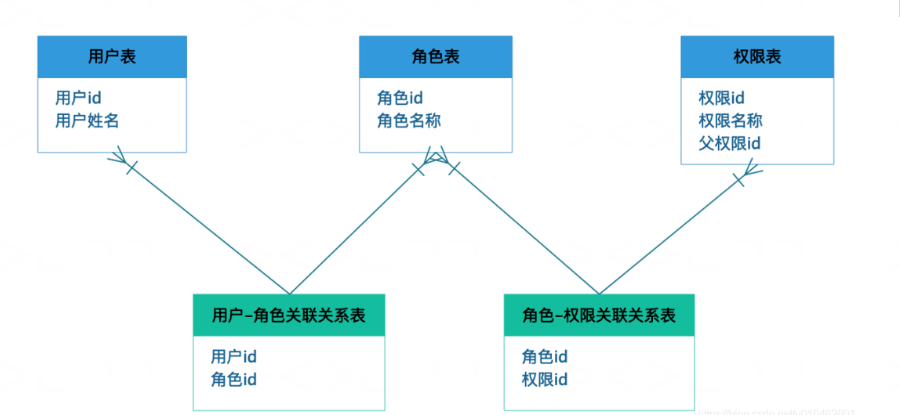 用户表
用户id
用户姓名
角色表
角色id
角色名称
权限表
权限id
权限名称
父权限id
用户-角色关联关系表
用户id
角色id
角色-权限关联关系表
角色id
权限id